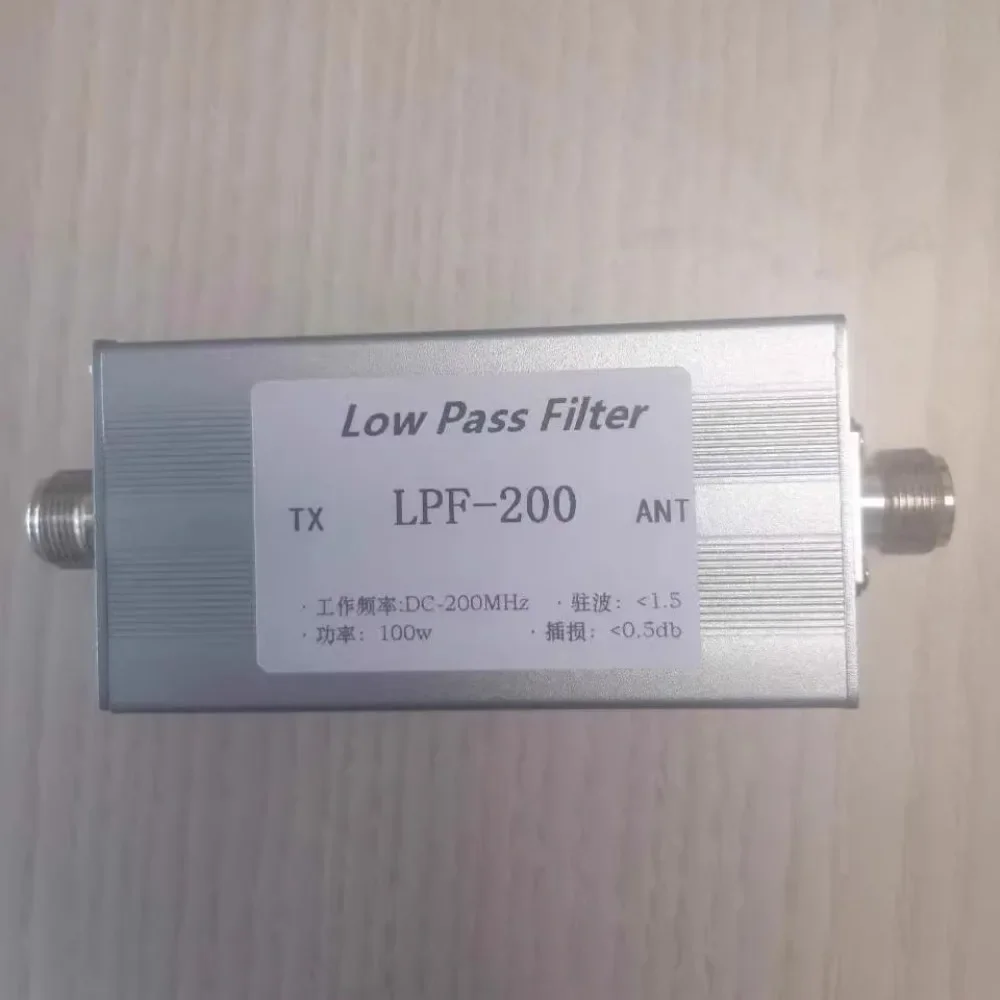 Low Pass Filter
TX LPF-200 ANT
· 工作频率:DC-200MHz · 驻波: <1.5
· 功率: 100w · 插损: <0.5db